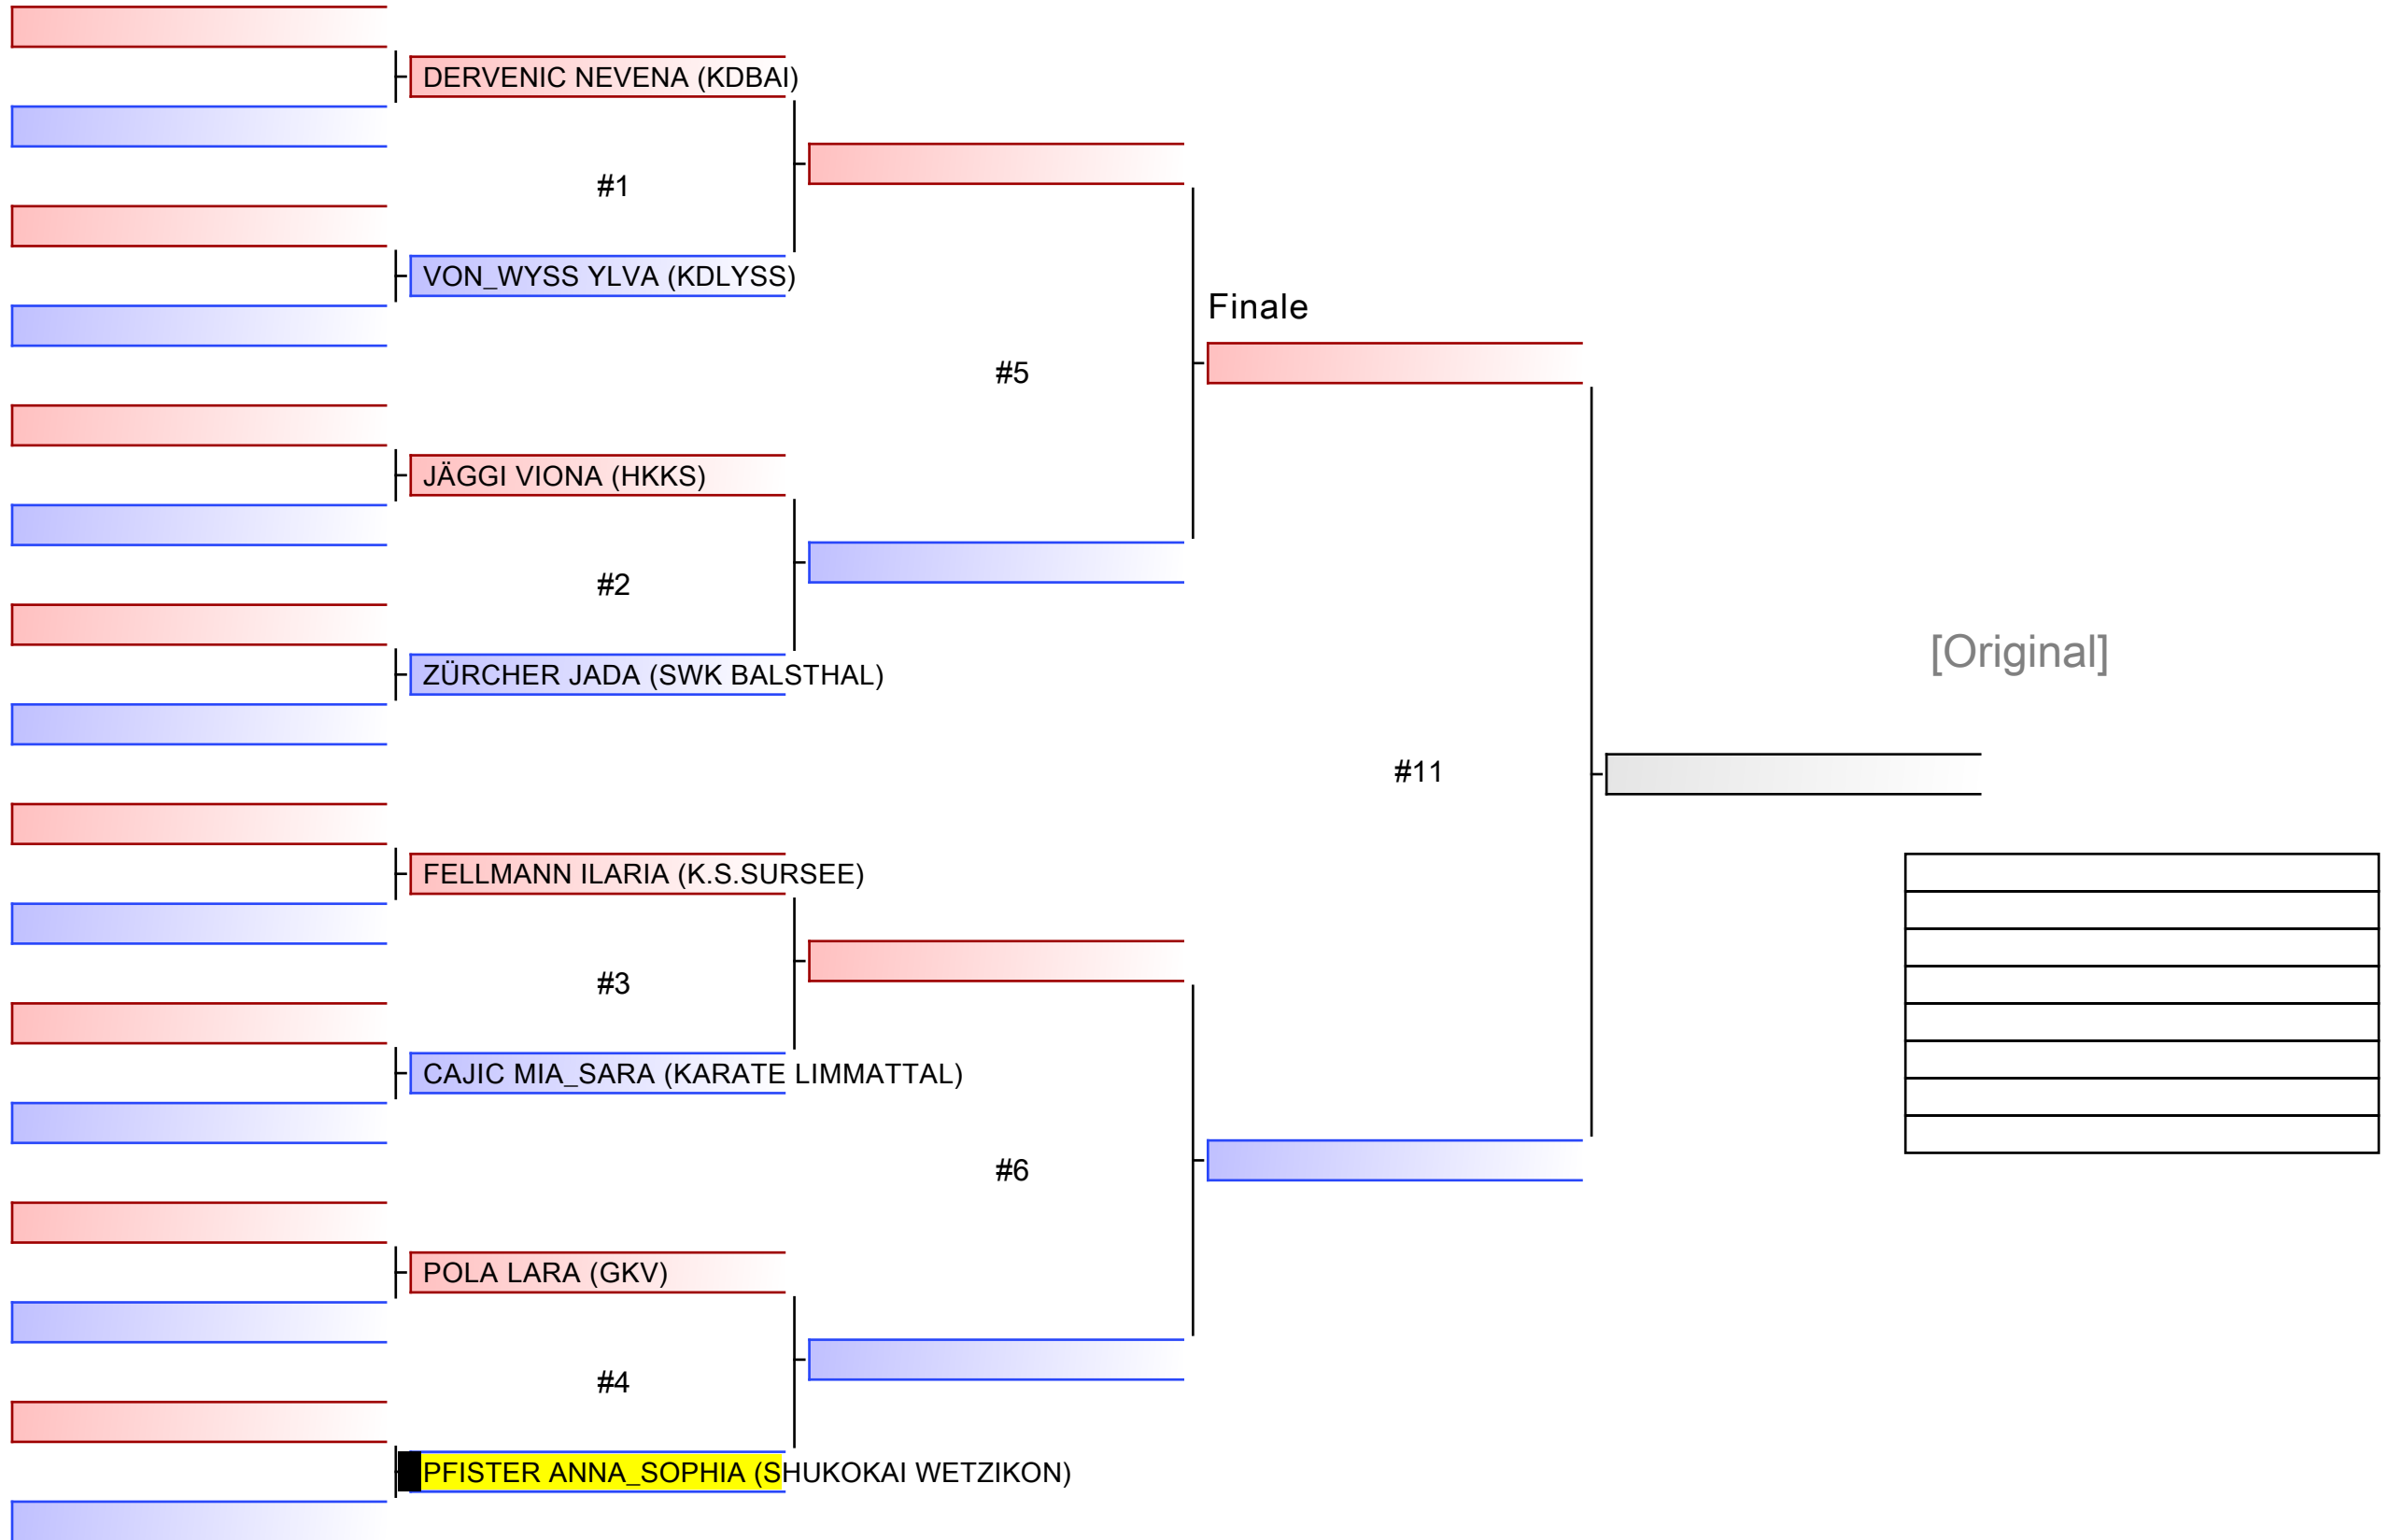 DERVENIC NEVENA (KDBAI)
#1
VON_WYSS YLVA (KDLYSS)
Finale
#5
JÄGGI VIONA (HKKS)
#2
ZÜRCHER JADA (SWK BALSTHAL)
[Original]
#11
FELLMANN ILARIA (K.S.SURSEE)
#3
CAJIC MIA_SARA (KARATE LIMMATTAL)
#6
POLA LARA (GKV)
#4
PFISTER ANNA_SOPHIA (SHUKOKAI WETZIKON)